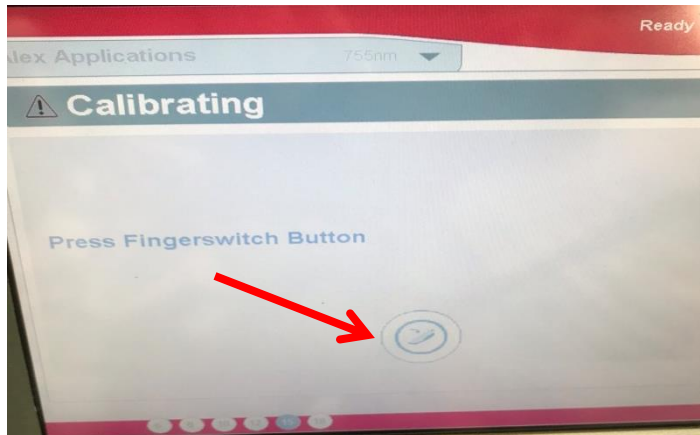 Ready
Alex Applications
755nm
Calibrating
Press Fingerswitch Button